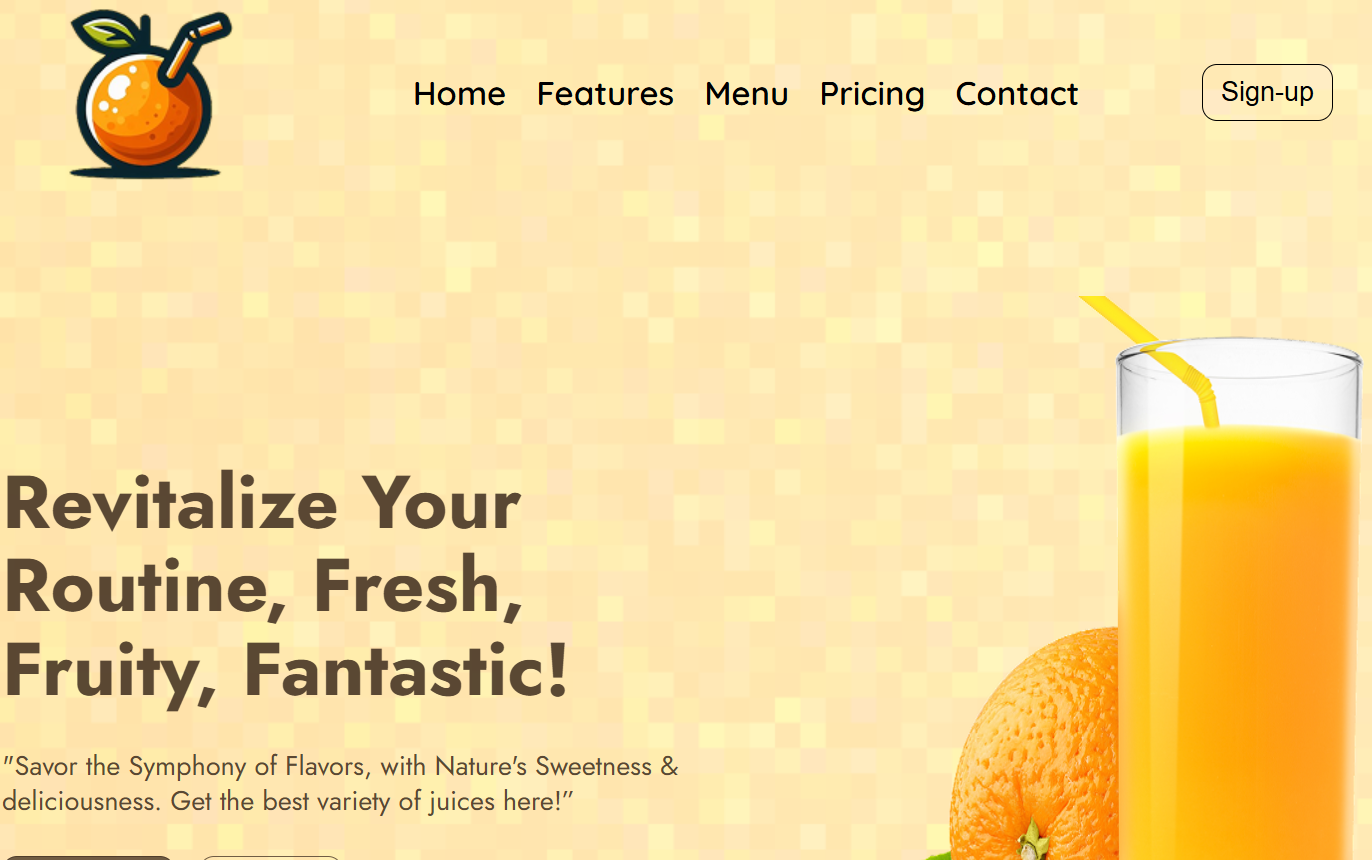 Home Features Menu Pricing Contact
Sign-up
Revitalize Your
Routine, Fresh,
Fruity, Fantastic!
"Savor the Symphony of Flavors, with Nature's Sweetness &
deliciousness. Get the best variety of juices here!”